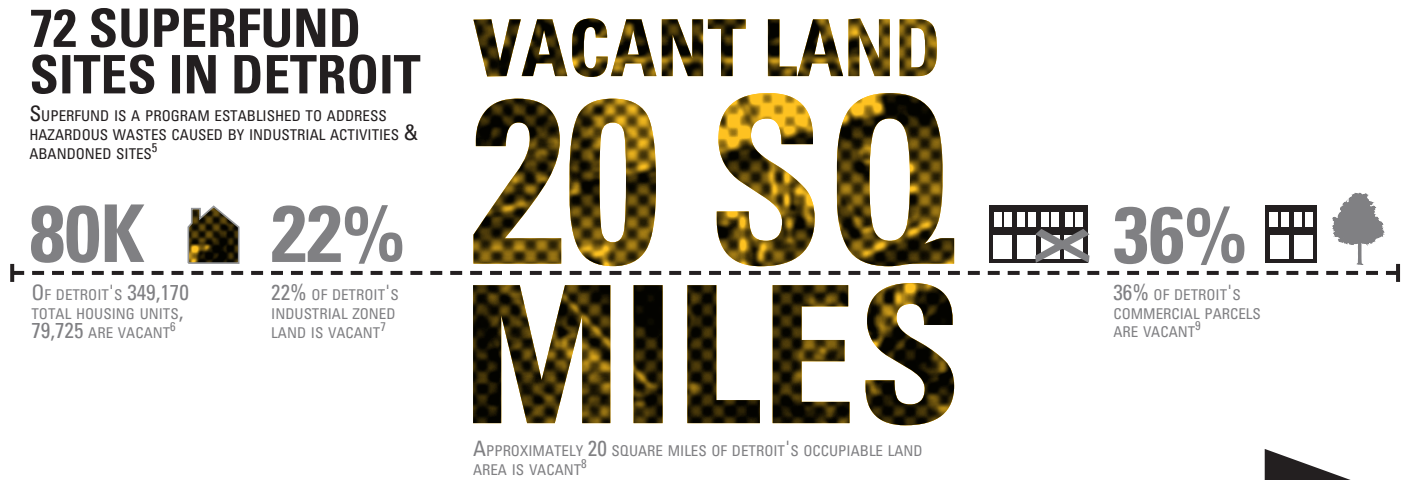 72 SUPERFUND
SITES IN DETROIT
SUPERFUND IS A PROGRAM ESTABLISHED TO ADDRESS
HAZARDOUS WASTES CAUSED BY INDUSTRIAL ACTIVITIES &
ABANDONED SITES5
80K
OF DETROIT'S 349,170
TOTAL HOUSING UNITS,
79,725 ARE VACANT6
22%
22% OF DETROIT'S
INDUSTRIAL ZONED
LAND IS VACANT7
VACANT LAND
20 SQ
MILES
APPROXIMATELY 20 SQUARE MILES OF DETROIT'S OCCUPIABLE LAND
AREA IS VACANT8
36%
36% OF DETROIT'S
COMMERCIAL PARCELS
ARE VACANT9